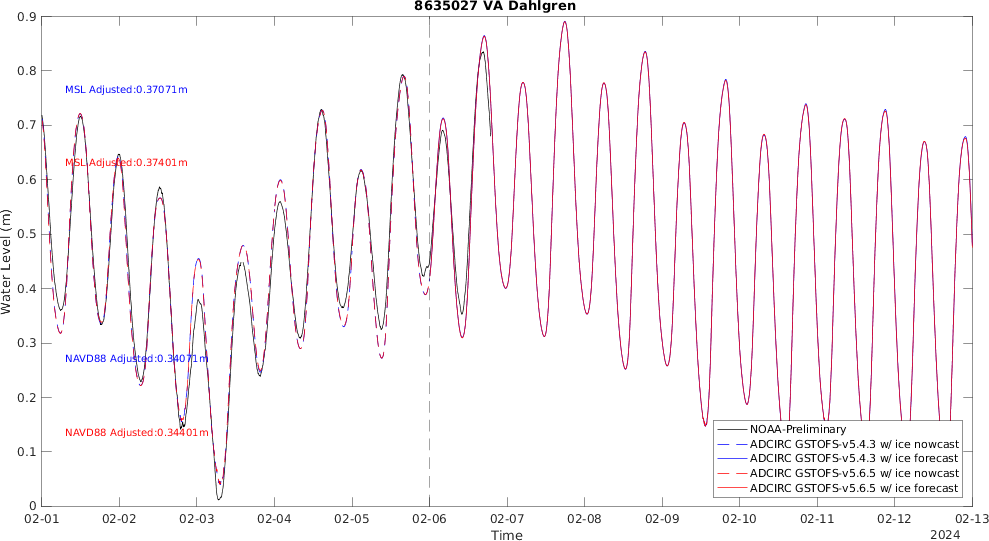 8635027 VA Dahlgren
0.9
0.8
0.7
0.6
0.5
0.4
0.3
0.2
0.1
0
Water Level (m)
MSL Adjusted:0.37071m
MSL Adjusted:0.37401m
NAVD88 Adjusted:0.34071m
NAVD88 Adjusted:0.34401m
NOAA-Preliminary
ADCIRC GSTOFS-v5.4.3 w/ ice nowcast
ADCIRC GSTOFS-v5.4.3 w/ ice forecast
ADCIRC GSTOFS-v5.6.5 w/ ice nowcast
ADCIRC GSTOFS-v5.6.5 w/ ice forecast
02-01 02-02 02-03 02-04 02-05 02-06 02-07 02-08 02-09 02-10 02-11 02-12 02-13
Time
2024